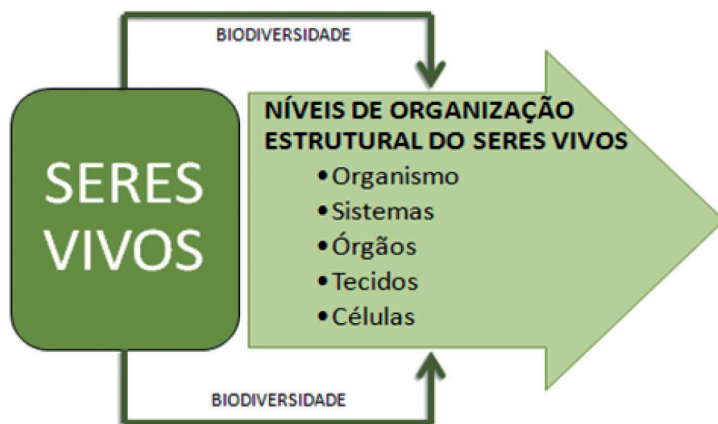 BIODIVERSIDADE
SERES
VIVOS
NÍVEIS DE ORGANIZAÇÃO
ESTRUTURAL DO SERES VIVOS
•Organismo
•Sistemas
•Órgãos
•Tecidos
•Células
BIODIVERSIDADE